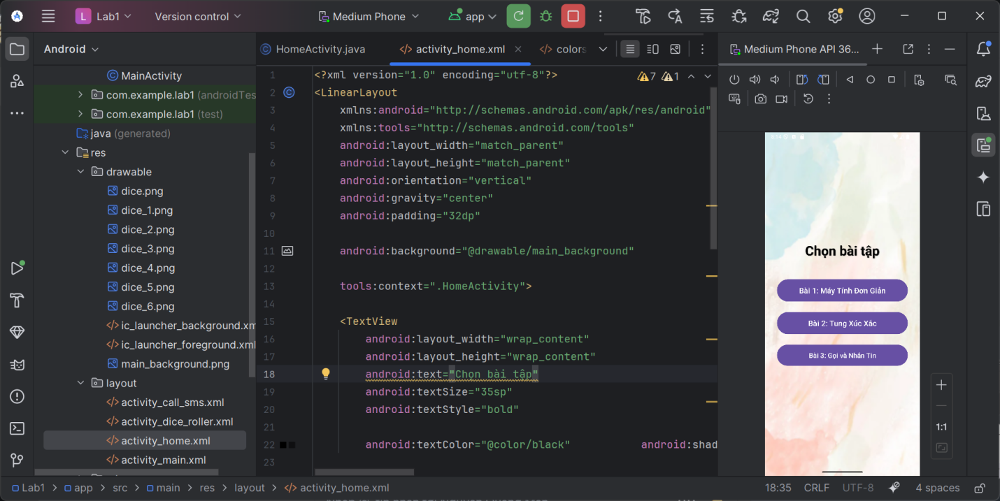 L Lab1 Version control Medium Phone app
Android
HomeActivity.java activity_home.xml colors
Medium Phone API 36...
MainActivity
com.example.lab1 (androidTes
com.example.lab1 (test)
java (generated)
res
drawable
dice.png
dice_1.png
dice_2.png
dice_3.png
dice_4.png
dice_5.png
dice_6.png
ic_launcher_background.xm
ic_launcher_foreground.xml
main_background.png
layout
activity_call_sms.xml
activity_dice_roller.xml
activity_home.xml
activity_main.xml
7 1
1 <?xml version="1.0" encoding="utf-8"?>
2 <LinearLayout
3 xmlns:android="http://schemas.android.com/apk/res/android"
4 xmlns:tools="http://schemas.android.com/tools"
5 android:layout_width="match_parent"
6 android:layout_height="match_parent"
7 android:orientation="vertical"
8 android:gravity="center"
9 android:padding="32dp"
10
11 android:background="@drawable/main_background"
12
13 tools:context=".HomeActivity">
14
15 <TextView
16 android:layout_width="wrap_content"
17 android:layout_height="wrap_content"
18 android:text="Chọn bài tập"
19 android:textSize="35sp"
20 android:textStyle="bold"
21
22 android:textColor="@color/black" android:shad
23
Chọn bài tập
Bài 1: Máy Tính Đơn Giản
Bài 2: Tung Xúc Xắc
Bài 3: Gọi và Nhắn Tin
1:1
Lab1 > app > src > main > res > layout > activity_home.xml
18:35 CRLF UTF-8 4 spaces